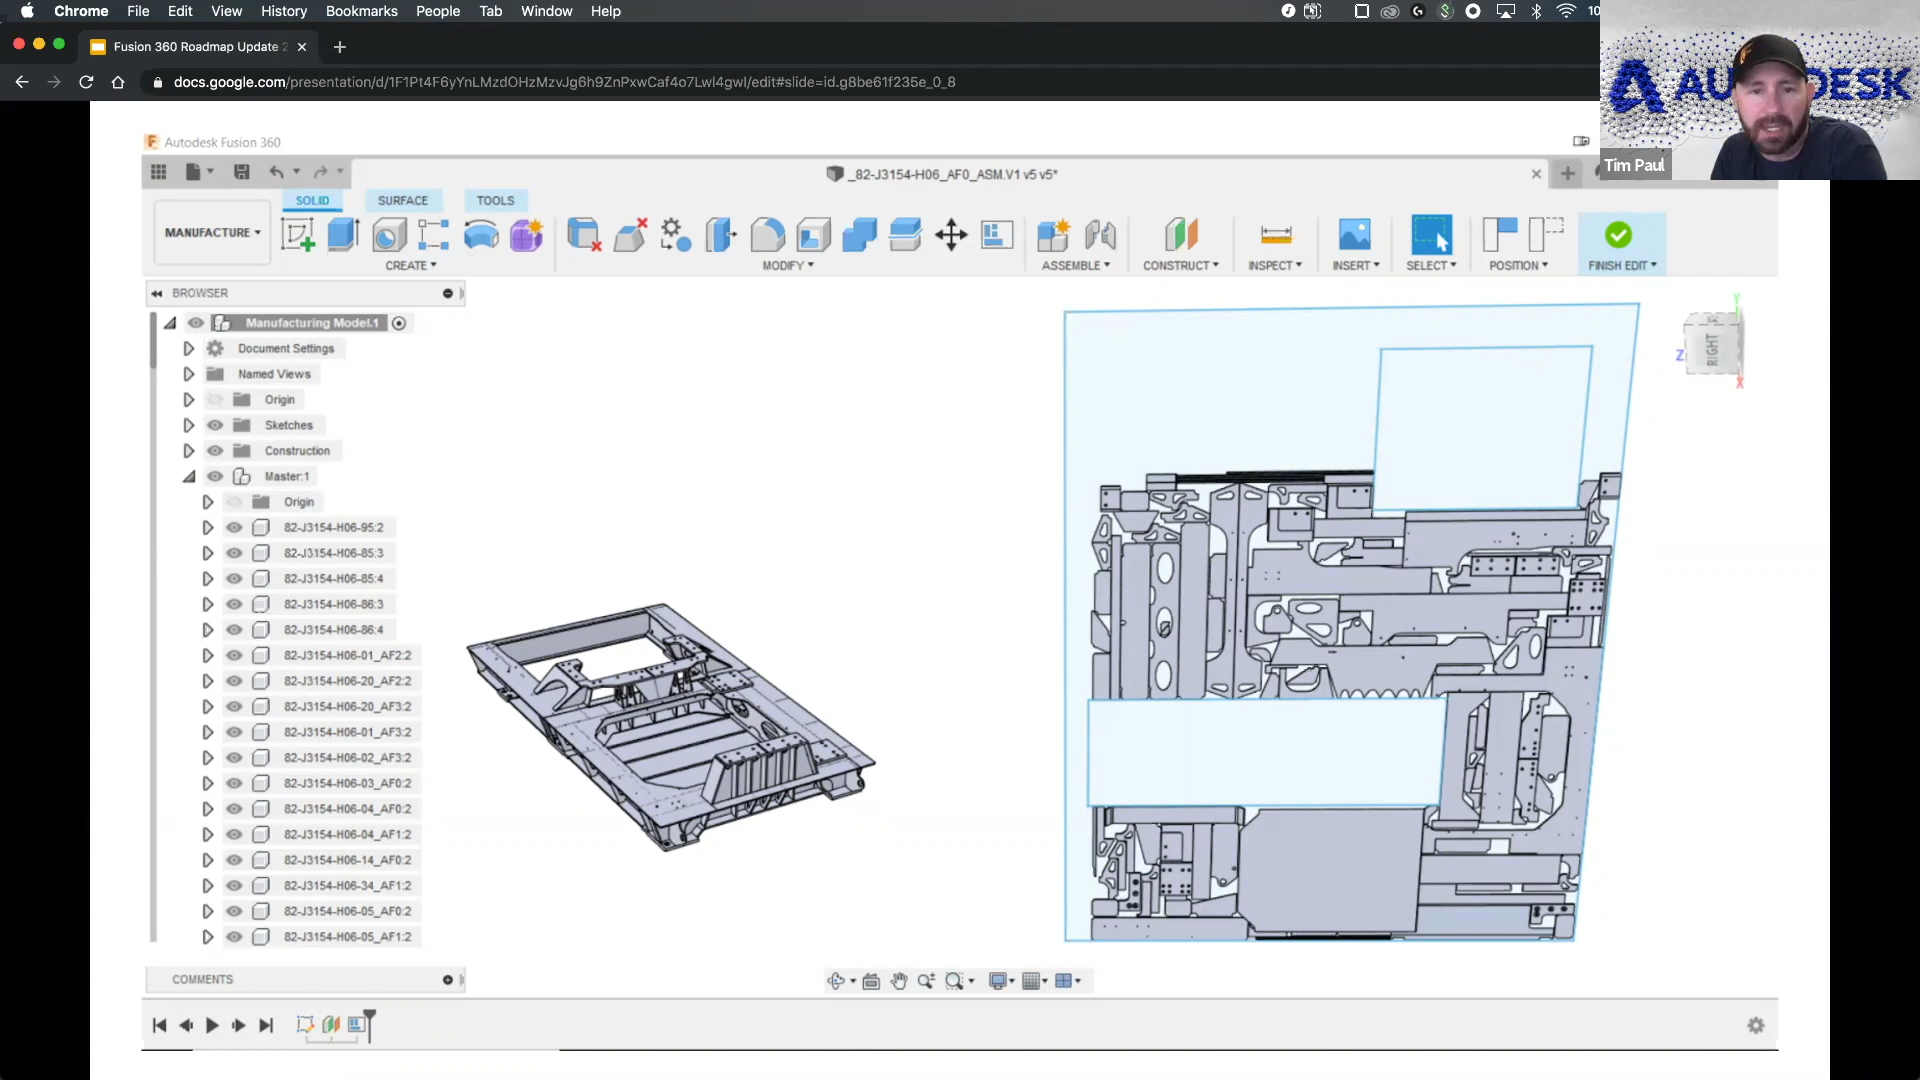 Chrome File Edit View History Bookmarks People Tab Window Help
10
Fusion 360 Roadmap Update 2
docs.google.com/presentation/d/1F1Pt4F6yYnLMzdOHzMzvJg6h9ZnPxwCaf4o7LwI4gwI/edit#slide=id.g8be61f235e_0_8
AUTODESK
Tim Paul
Autodesk Fusion 360
_82-J3154-H06_AF0_ASM.V1 v5 v5*
SOLID SURFACE TOOLS
MANUFACTURE
CREATE MODIFY ASSEMBLE CONSTRUCT INSPECT INSERT SELECT POSITION FINISH EDIT
BROWSER
Manufacturing Model.1
Document Settings
Named Views
Origin
Sketches
Construction
Master:1
Origin
82-J3154-H06-95:2
82-J3154-H06-85:3
82-J3154-H06-85:4
82-J3154-H06-86:3
82-J3154-H06-86:4
82-J3154-H06-01_AF2:2
82-J3154-H06-20_AF2:2
82-J3154-H06-20_AF3:2
82-J3154-H06-01_AF3:2
82-J3154-H06-02_AF3:2
82-J3154-H06-03_AF0:2
82-J3154-H06-04_AF0:2
82-J3154-H06-04_AF1:2
82-J3154-H06-14_AF0:2
82-J3154-H06-34_AF1:2
82-J3154-H06-05_AF0:2
82-J3154-H06-05_AF1:2
Y
Z
RIGHT
X
COMMENTS